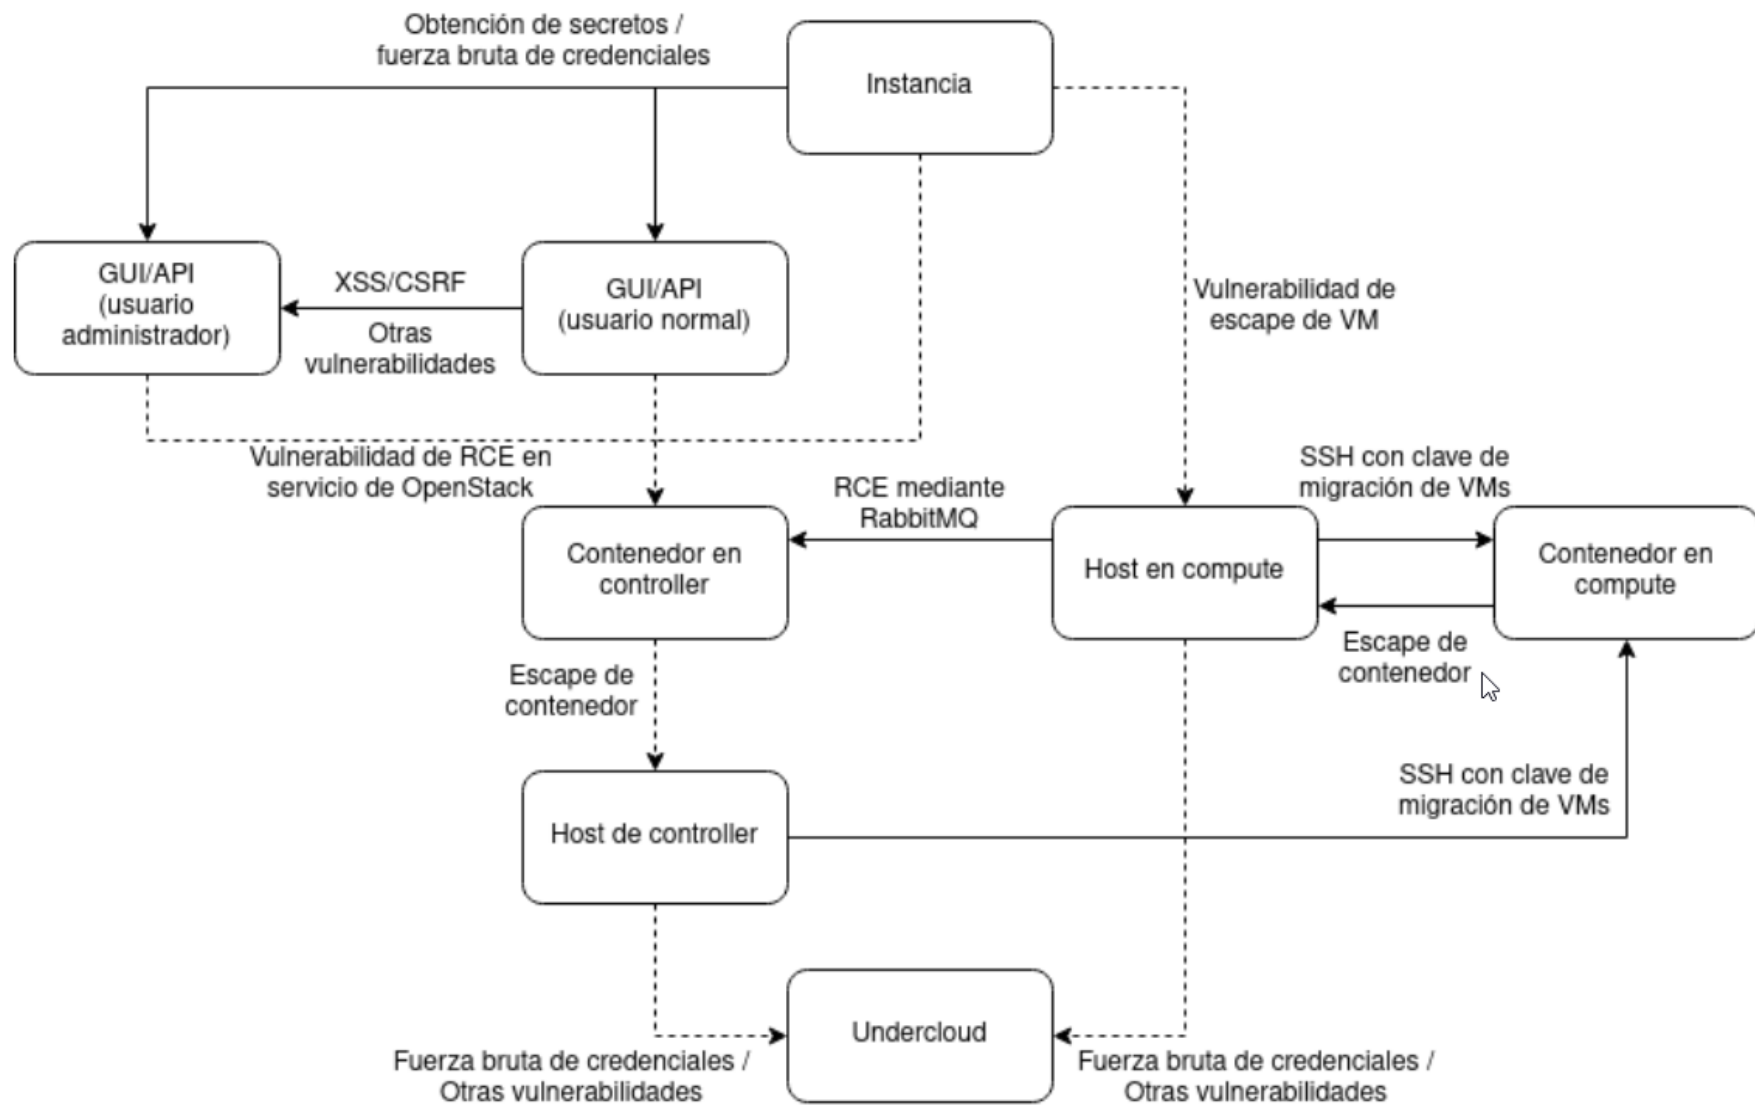 Obtención de secretos /
fuerza bruta de credenciales
Instancia
GUI/API
(usuario
administrador)
XSS/CSRF
Otras
vulnerabilidades
GUI/API
(usuario normal)
Vulnerabilidad de
escape de VM
Vulnerabilidad de RCE en
servicio de OpenStack
RCE mediante
RabbitMQ
SSH con clave de
migración de VMs
Contenedor en
controller
Host en compute
Contenedor en
compute
Escape de
contenedor
Escape de
contenedor
SSH con clave de
migración de VMs
Host de controller
Undercloud
Fuerza bruta de credenciales /
Otras vulnerabilidades
Fuerza bruta de credenciales /
Otras vulnerabilidades